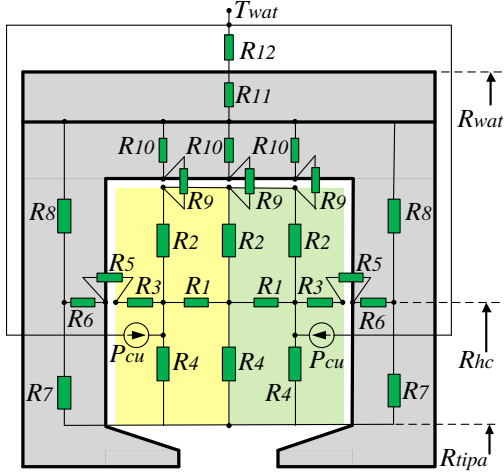 Twat
R12
R11
Rwat
R10 R10 R10
R9 R9 R9
R8 R2 R2 R2 R8
R5 R3 R1 R1 R3 R5
R6 R6
Pcu Pcu
Rhc
R7 R4 R4 R4 R7
Rtipa